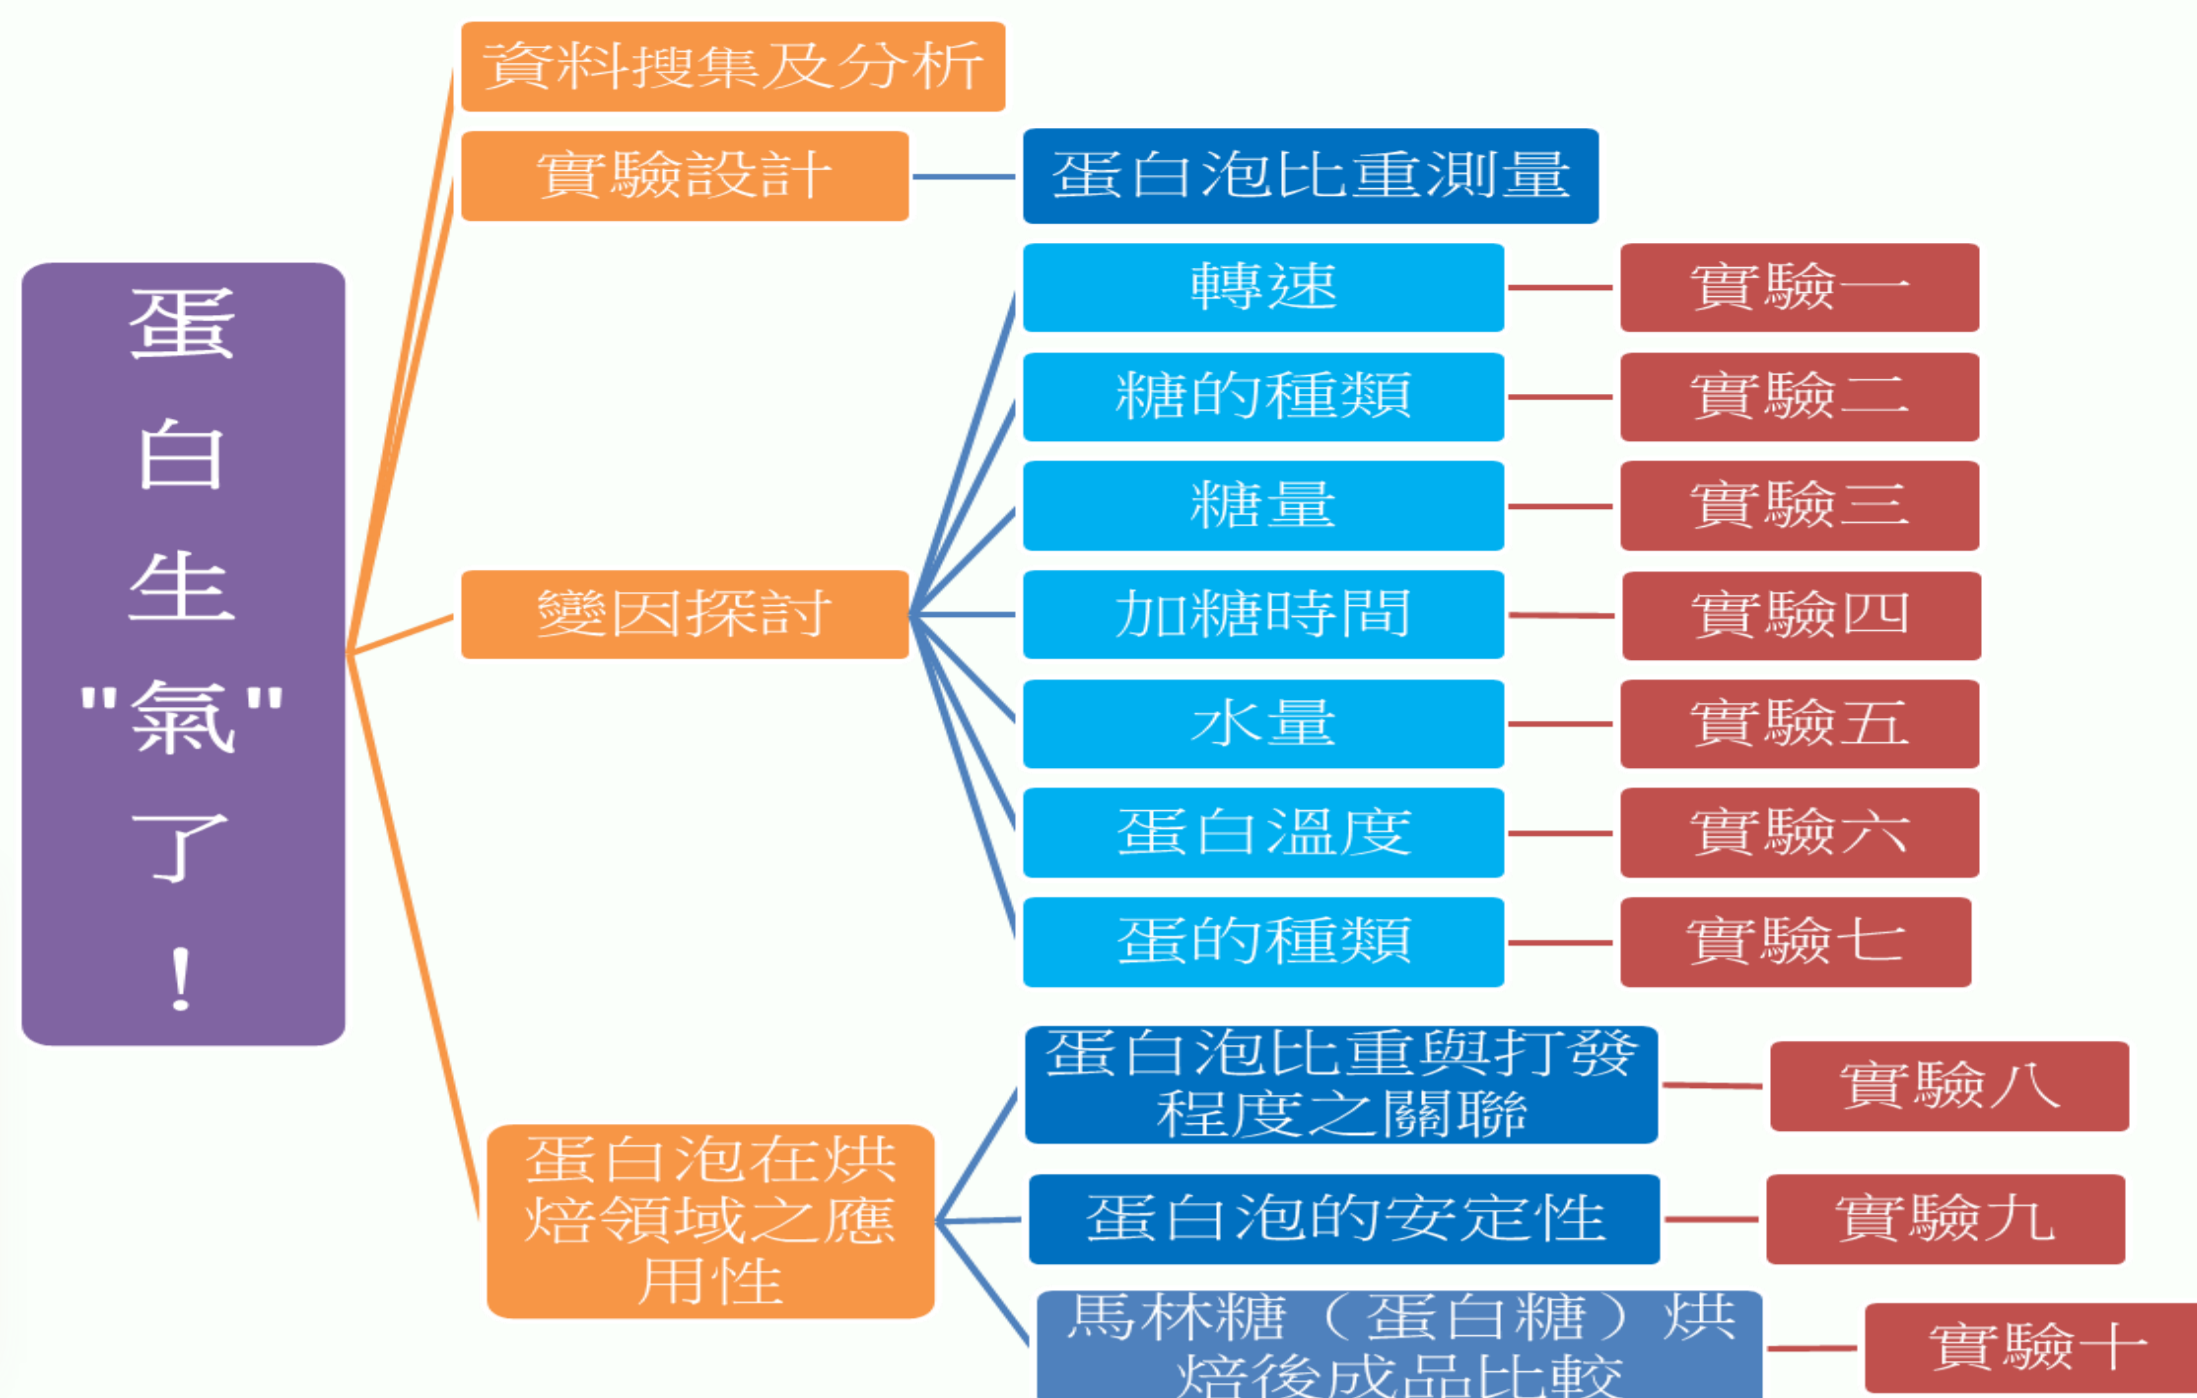 蛋
白
生
"氣"
了
！
資料搜集及分析
實驗設計
蛋白泡比重測量
變因探討
轉速
實驗一
糖的種類
實驗二
糖量
實驗三
加糖時間
實驗四
水量
實驗五
蛋白溫度
實驗六
蛋的種類
實驗七
蛋白泡在烘
焙領域之應
用性
蛋白泡比重與打發
程度之關聯
實驗八
蛋白泡的安定性
實驗九
馬林糖（蛋白糖）烘
焙後成品比較
實驗十